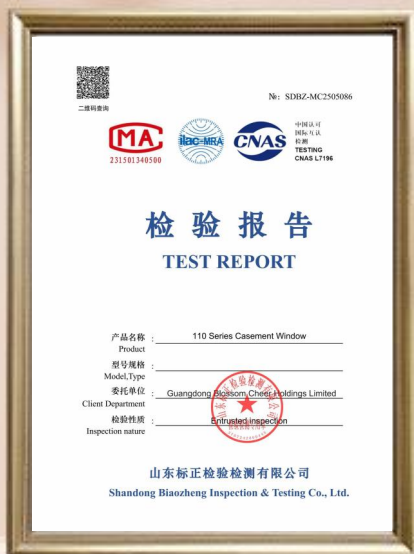 №: SDBZ-MC2505086
二维码查询
MA
231501340500
ilac-MRA
CNAS
中国认可
国际互认
检测
TESTING
CNAS L7196
检验报告
TEST REPORT
产品名称 : 110 Series Casement Window
Product
型号规格 :
Model,Type
委托单位 : Guangdong Blossom Cheer Holdings Limited
Client Department
检验性质 : Entrusted inspection
Inspection nature
山东标正检验检测有限公司
Shandong Biaozheng Inspection & Testing Co., Ltd.